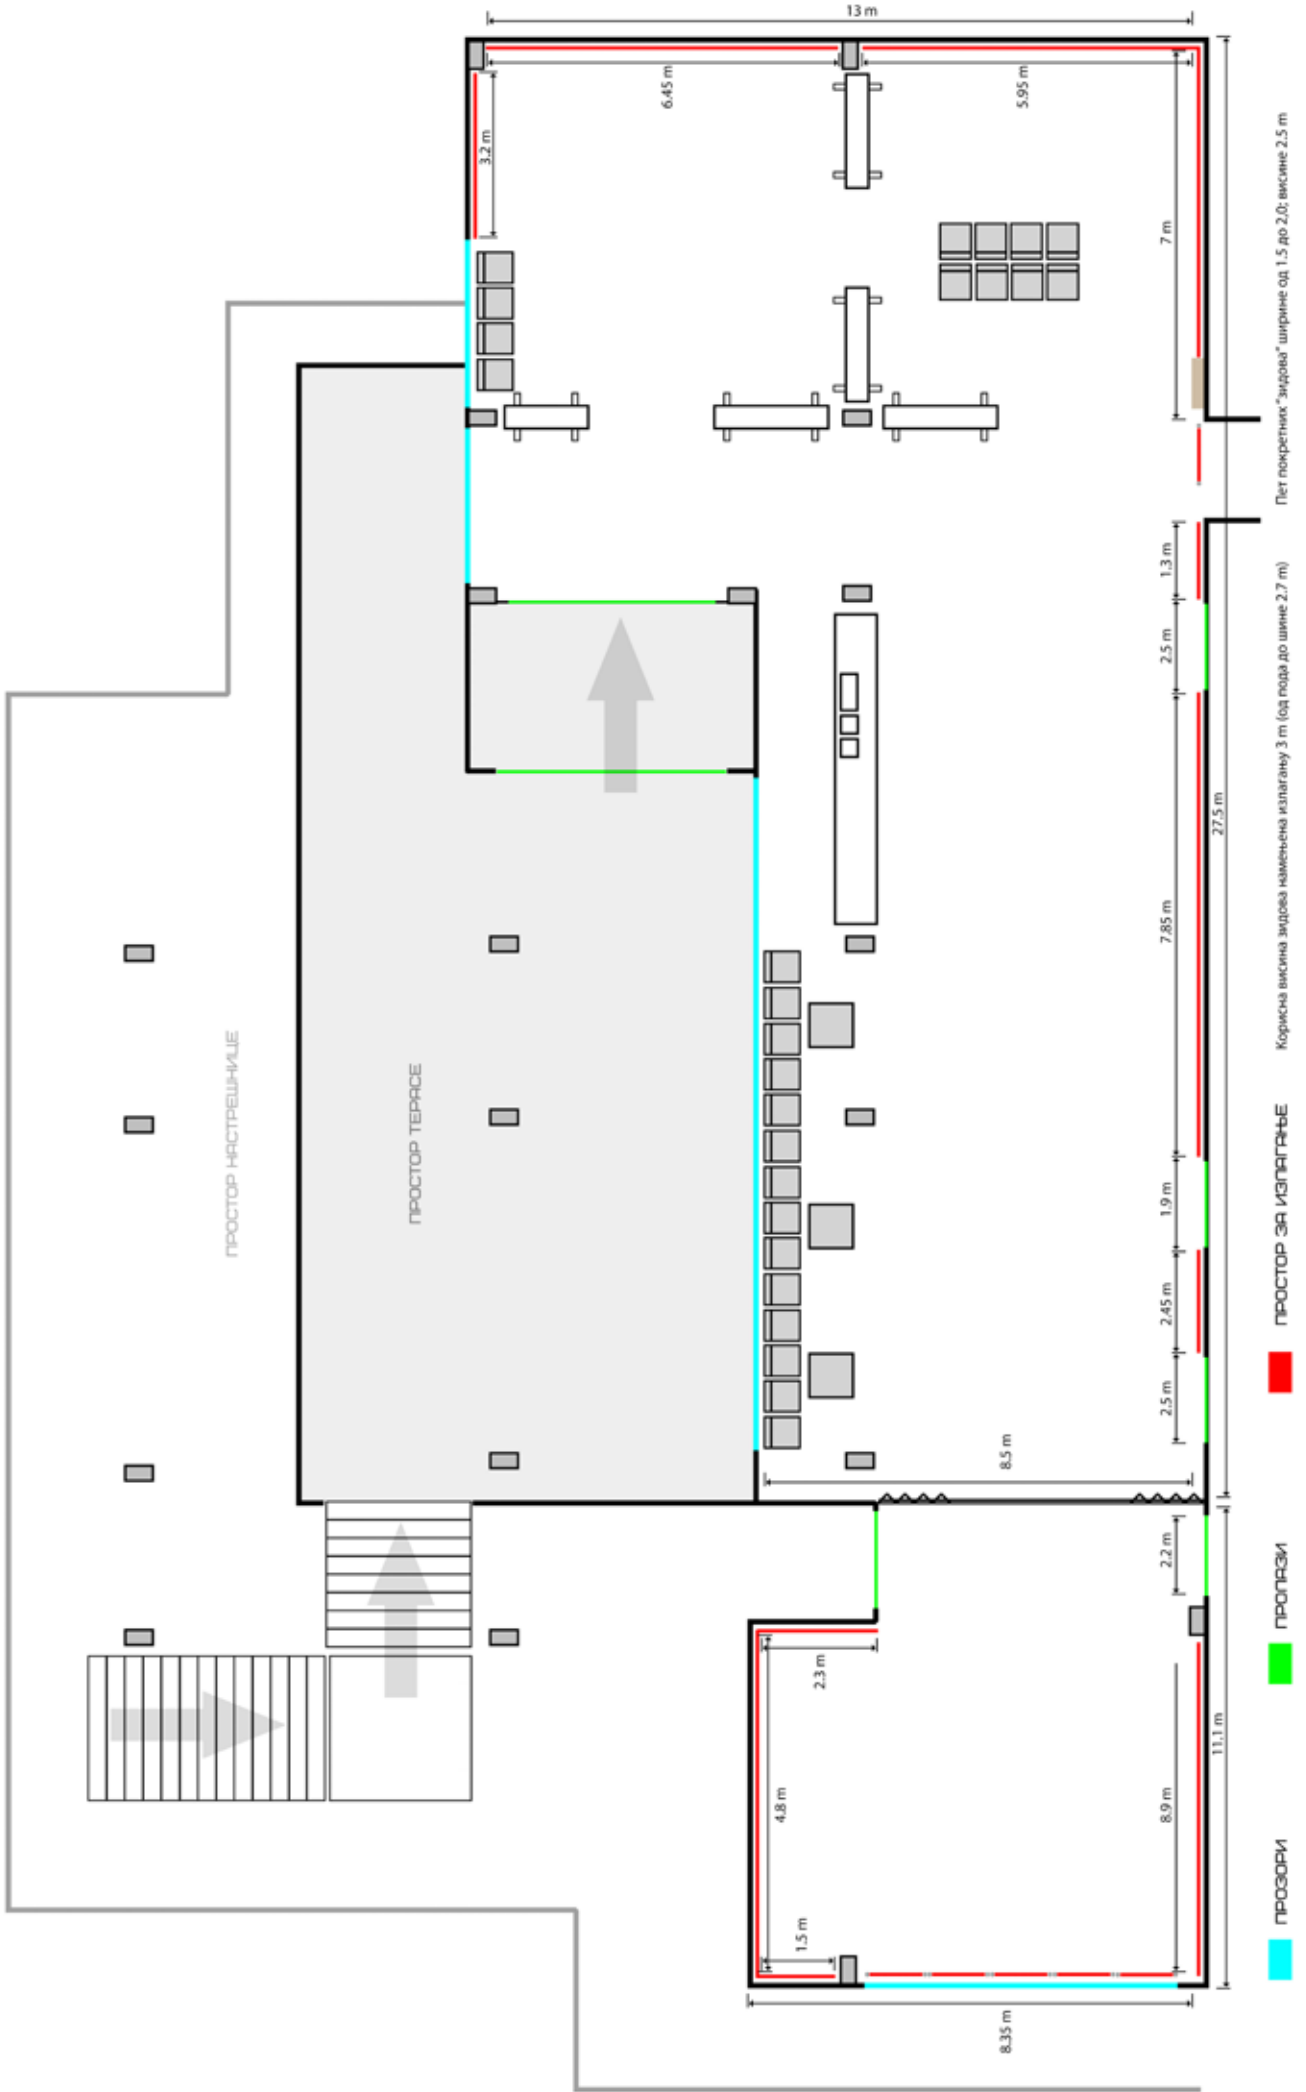 13 m
6.45 m
5.95 m
3.2 m
7 m
1.3 m
2.5 m
27.5 m
7.85 m
1.9 m
2.45 m
2.5 m
8.5 m
2.2 m
2.3 m
11.1 m
4.8 m
8.9 m
1.5 m
8.35 m
ПРОСТОР НАСТРЕШНИЦЕ
ПРОСТОР ТЕРАСЕ
ПРОЗОРИ
ПРОЛАЗИ
ПРОСТОР ЗА ИЗЛАГАЊЕ
Корисна висина зидова намењена излагању 3 m (од пода до шине 2.7 m)
Пет покретних "зидова" ширине од 1.5 до 2,0; висине 2.5 m